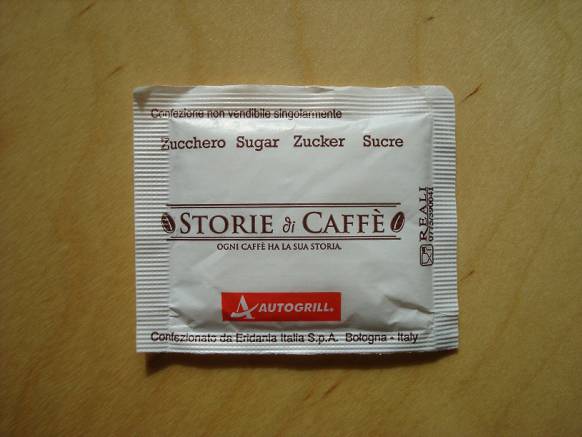 Confezione non vendibile singolarmente
Zucchero Sugar Zucker Sucre
STORIE di CAFFÈ
OGNI CAFFÈ HA LA SUA STORIA.
AUTOGRILL®
Confezionato da Eridania Italia S.p.A. Bologna - Italy
REALI